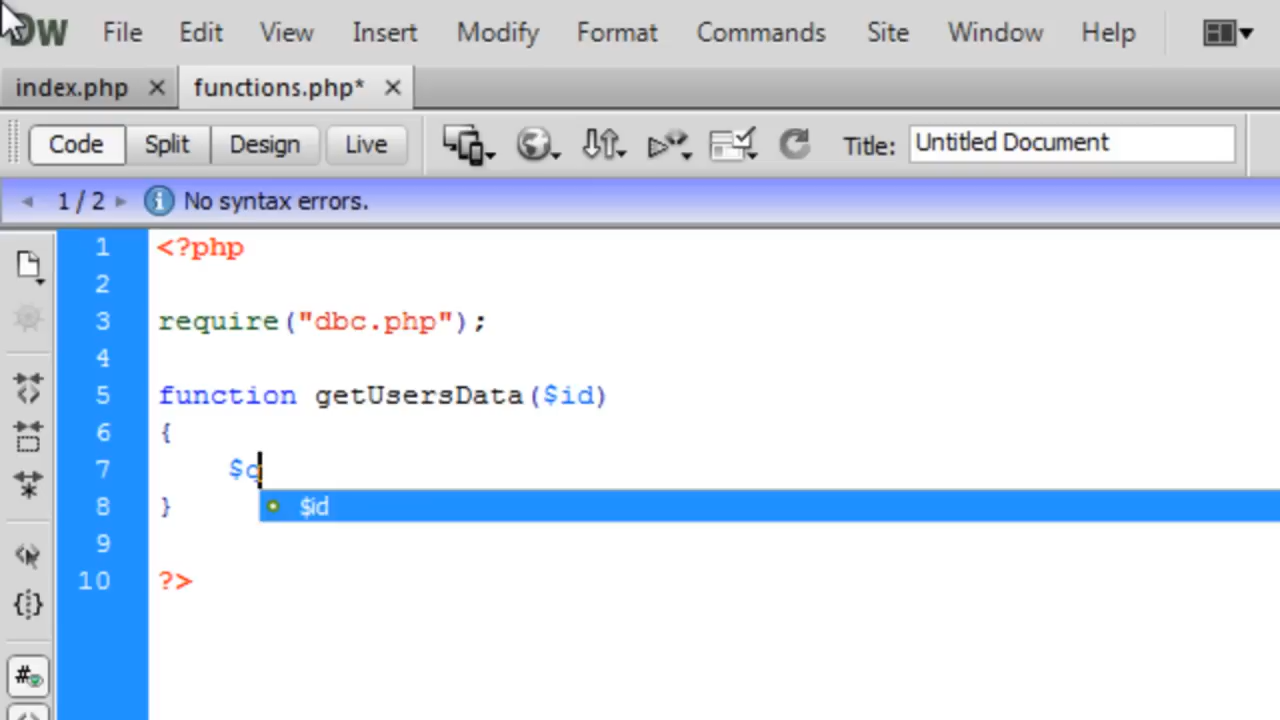 Dw File Edit View Insert Modify Format Commands Site Window Help
index.php functions.php*
Code Split Design Live Title: Untitled Document
1 / 2 No syntax errors.
1 <?php
2
3 require("dbc.php");
4
5 function getUsersData($id)
6 {
7 $q
8 } $id
9
10 ?>